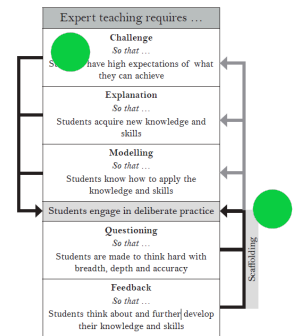 Expert teaching requires …
Challenge
So that …
have high expectations of what
they can achieve
Explanation
So that …
Students acquire new knowledge and
skills
Modelling
So that …
Students know how to apply the
knowledge and skills
Students engage in deliberate practice
Questioning
So that …
Students are made to think hard with
breadth, depth and accuracy
Feedback
So that …
Students think about and further develop
their knowledge and skills
Scaffolding